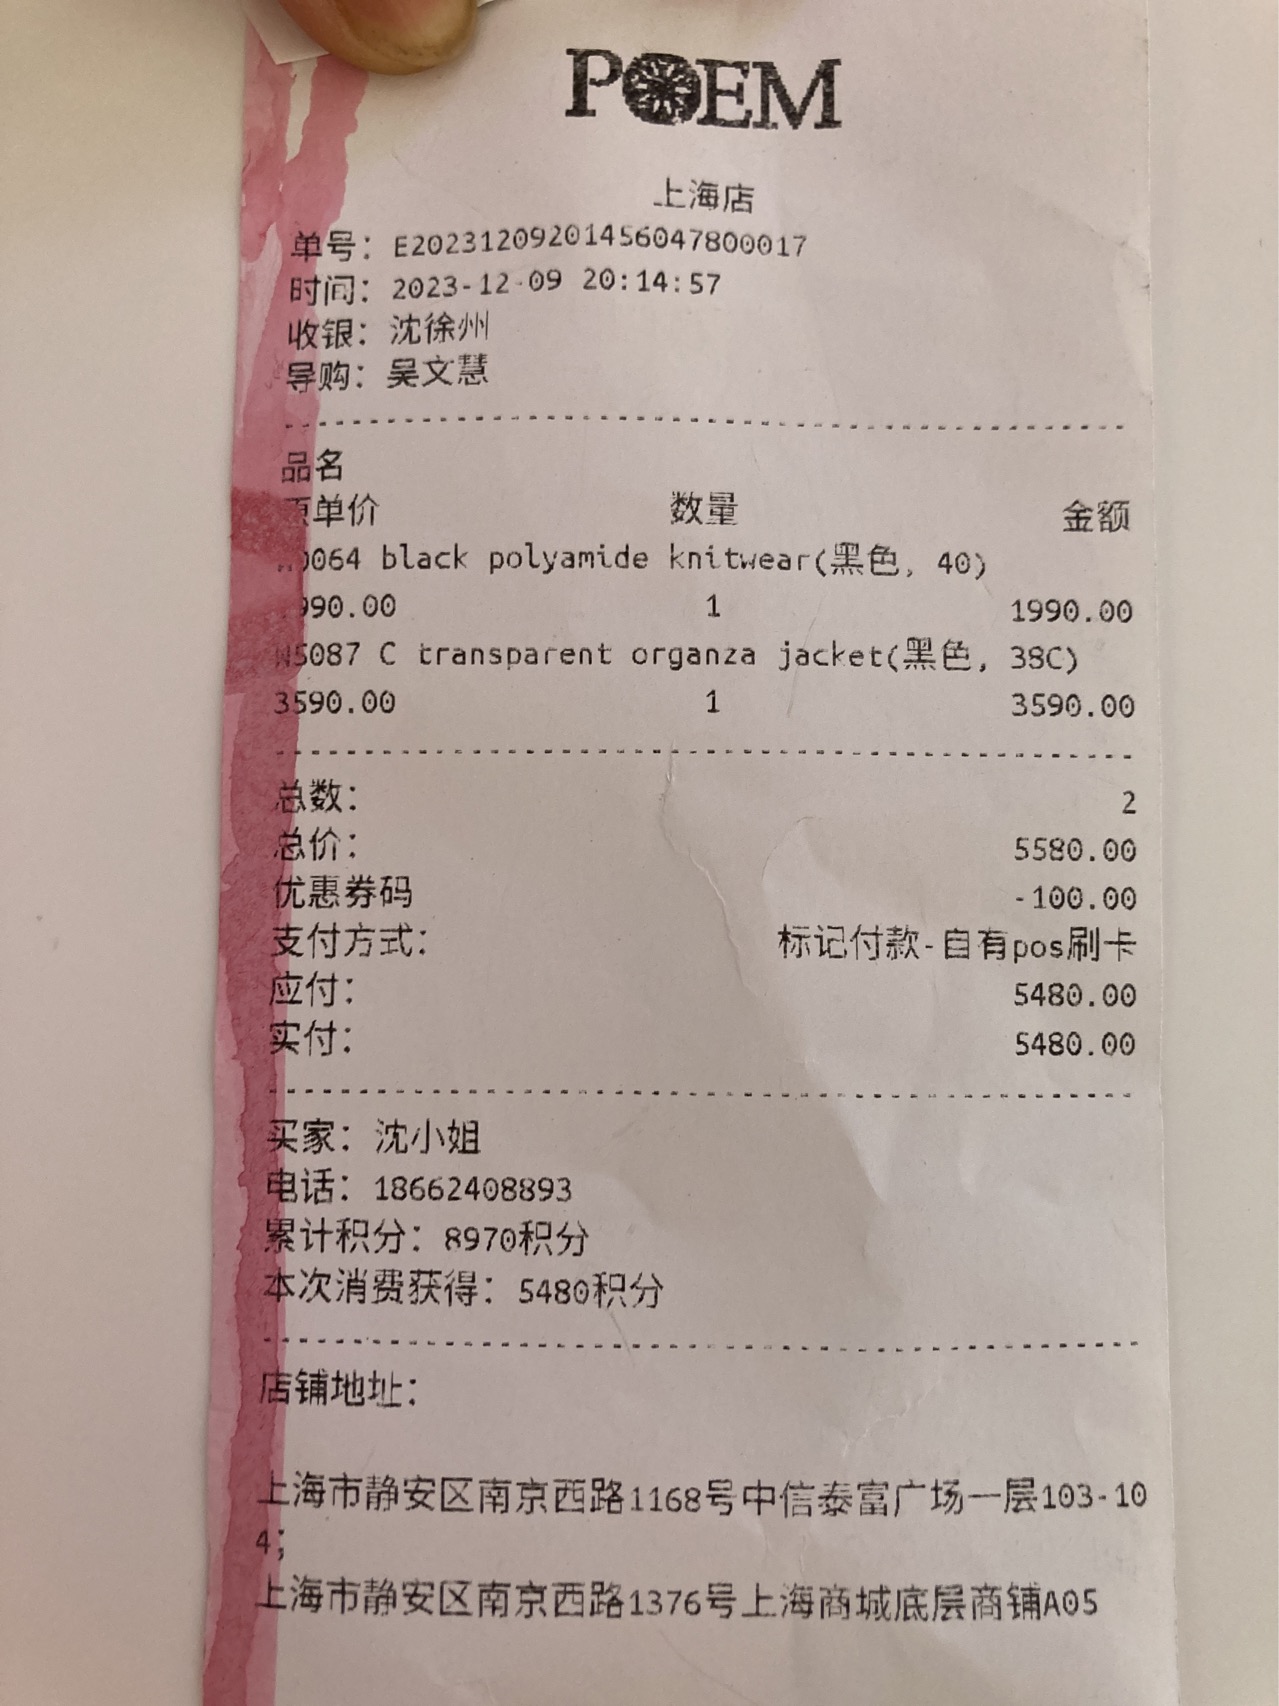 POEM
上海店
单号：E20231209201456047800017
时间：2023-12-09 20:14:57
收银：沈徐州
导购：吴文慧
品名
原单价 数量 金额
black polyamide knitwear(黑色, 40)
1 1990.00
W5087 C transparent organza jacket(黑色, 38C)
3590.00 1 3590.00
总数： 2
总价： 5580.00
优惠券码 -100.00
支付方式： 标记付款-自有pos刷卡
应付： 5480.00
实付： 5480.00
买家：沈小姐
电话：18662408893
累计积分：8970积分
本次消费获得：5480积分
店铺地址：
上海市静安区南京西路1168号中信泰富广场一层103-10
4；
上海市静安区南京西路1376号上海商城底层商铺A05